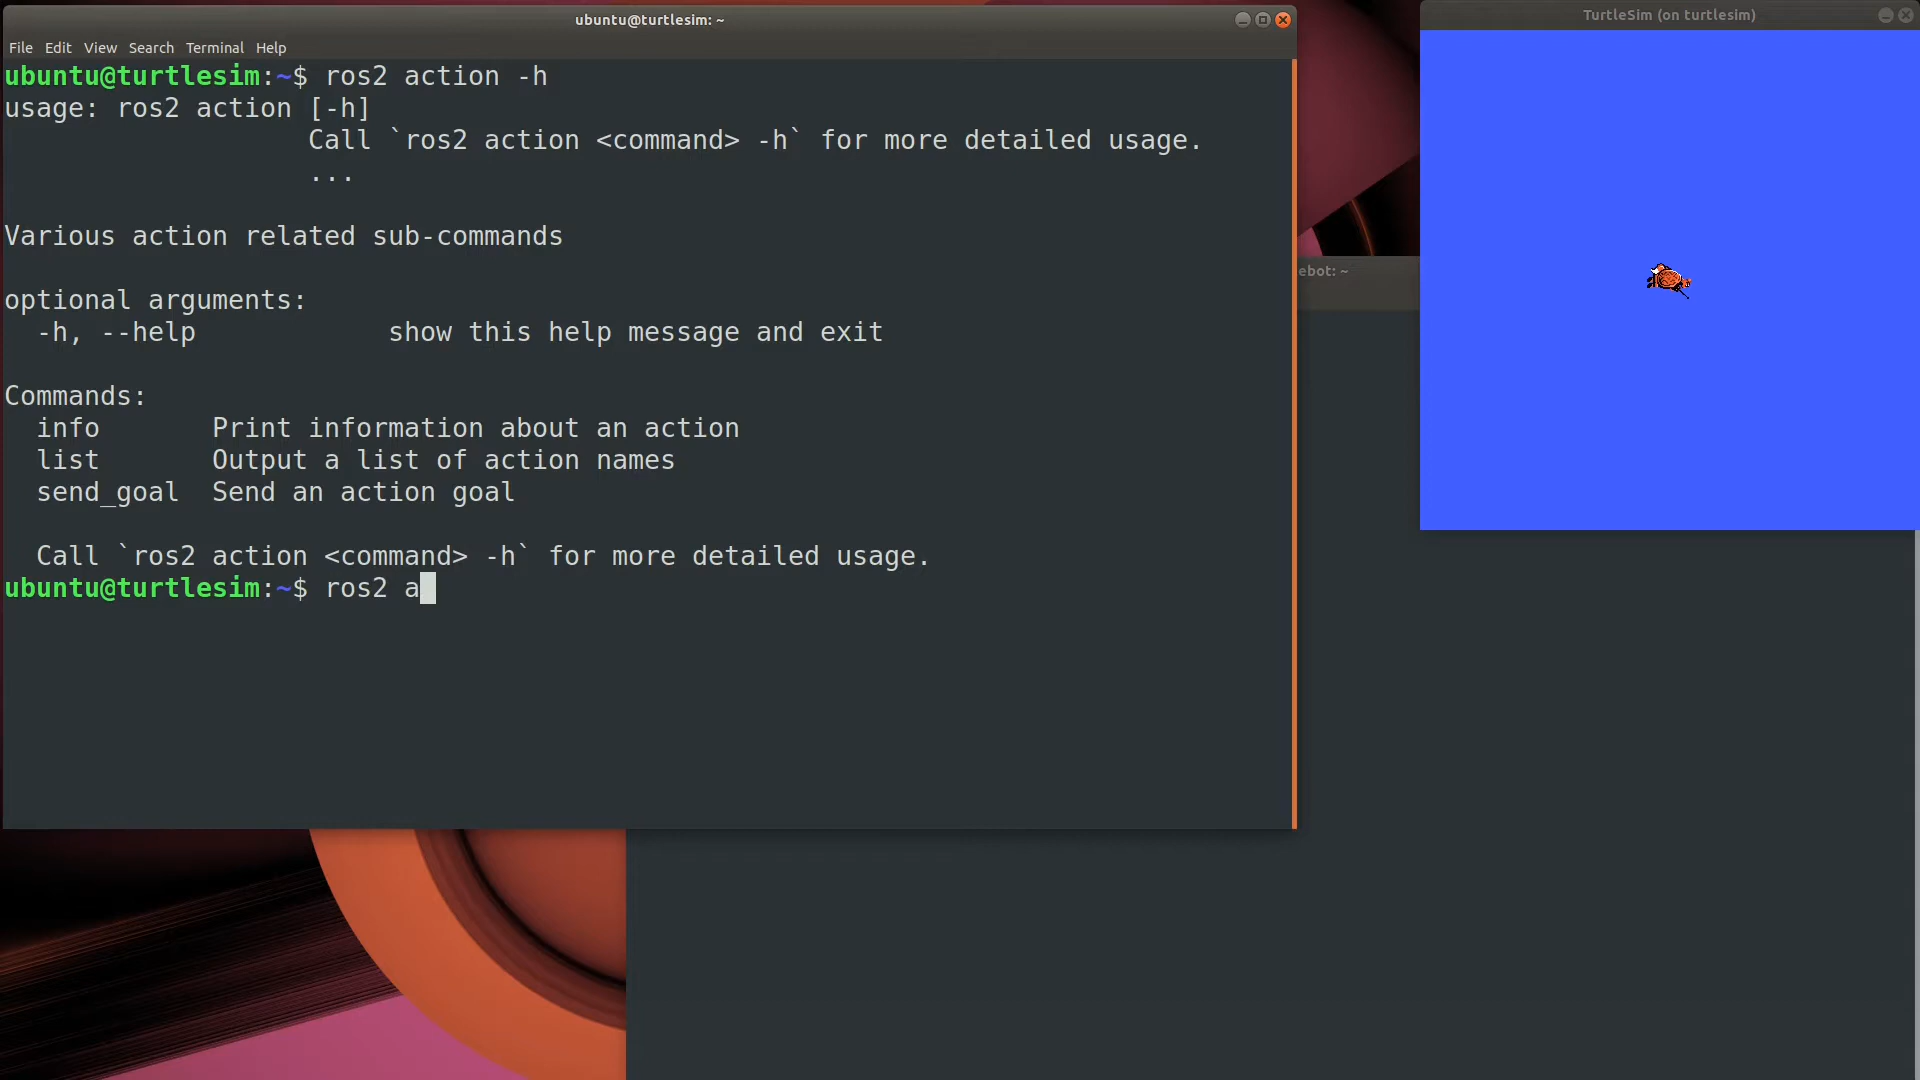 ubuntu@turtlesim: ~
File Edit View Search Terminal Help
ubuntu@turtlesim:~$ ros2 action -h
usage: ros2 action [-h]
Call `ros2 action <command> -h` for more detailed usage.
...
Various action related sub-commands
optional arguments:
-h, --help show this help message and exit
Commands:
info Print information about an action
list Output a list of action names
send_goal Send an action goal
Call `ros2 action <command> -h` for more detailed usage.
ubuntu@turtlesim:~$ ros2 a
TurtleSim (on turtlesim)
ebot: ~